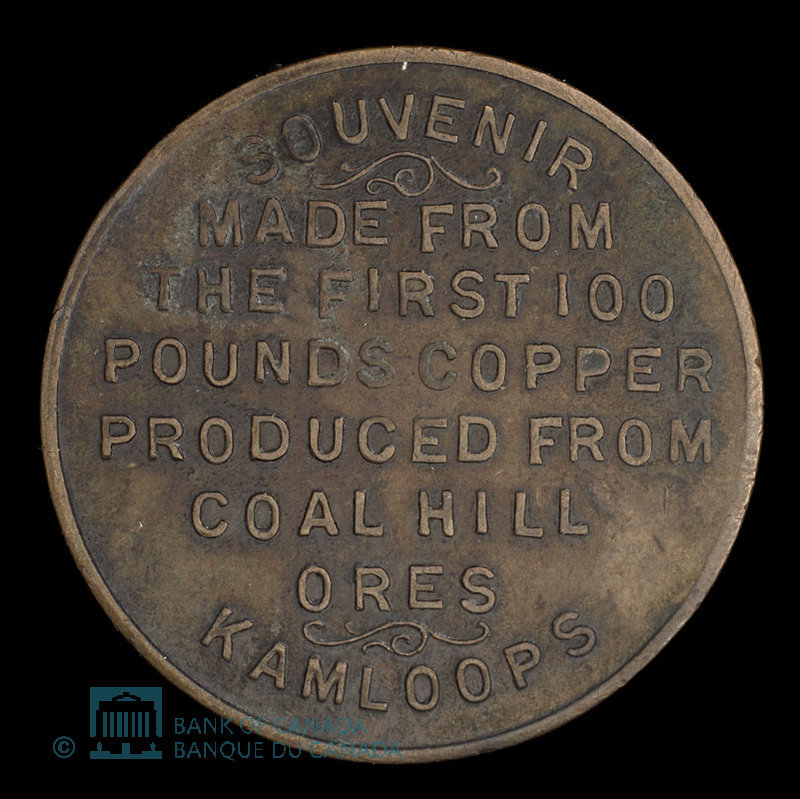 SOUVENIR
MADE FROM
THE FIRST 100
POUNDS COPPER
PRODUCED FROM
COAL HILL
ORES
KAMLOOPS
© BANK OF CANADA
BANQUE DU CANADA